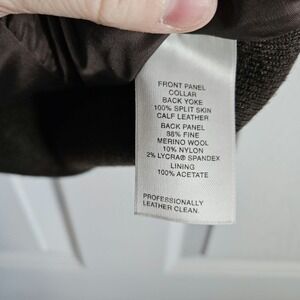 FRONT PANEL
COLLAR
BACK YOKE
100% SPLIT SKIN
CALF LEATHER
BACK PANEL
88% FINE
MERINO WOOL
10% NYLON
2% LYCRA® SPANDEX
LINING
100% ACETATE
PROFESSIONALLY
LEATHER CLEAN.